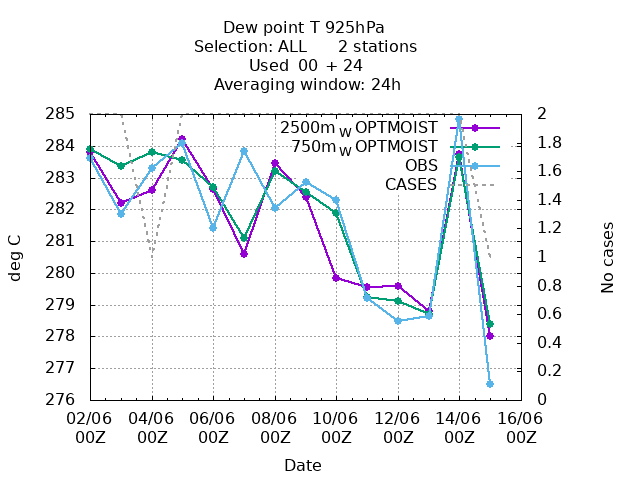 Dew point T 925hPa
Selection: ALL 2 stations
Used 00 + 24
Averaging window: 24h
285 2
284 1.8
283 1.6
282 1.4
281 1.2
280 1
279 0.8
278 0.6
277 0.4
276 0.2
0
2500m W OPTMOIST
750m W OPTMOIST
OBS
CASES
deg C
No cases
02/06 04/06 06/06 08/06 10/06 12/06 14/06 16/06
00Z 00Z 00Z 00Z 00Z 00Z 00Z 00Z
Date